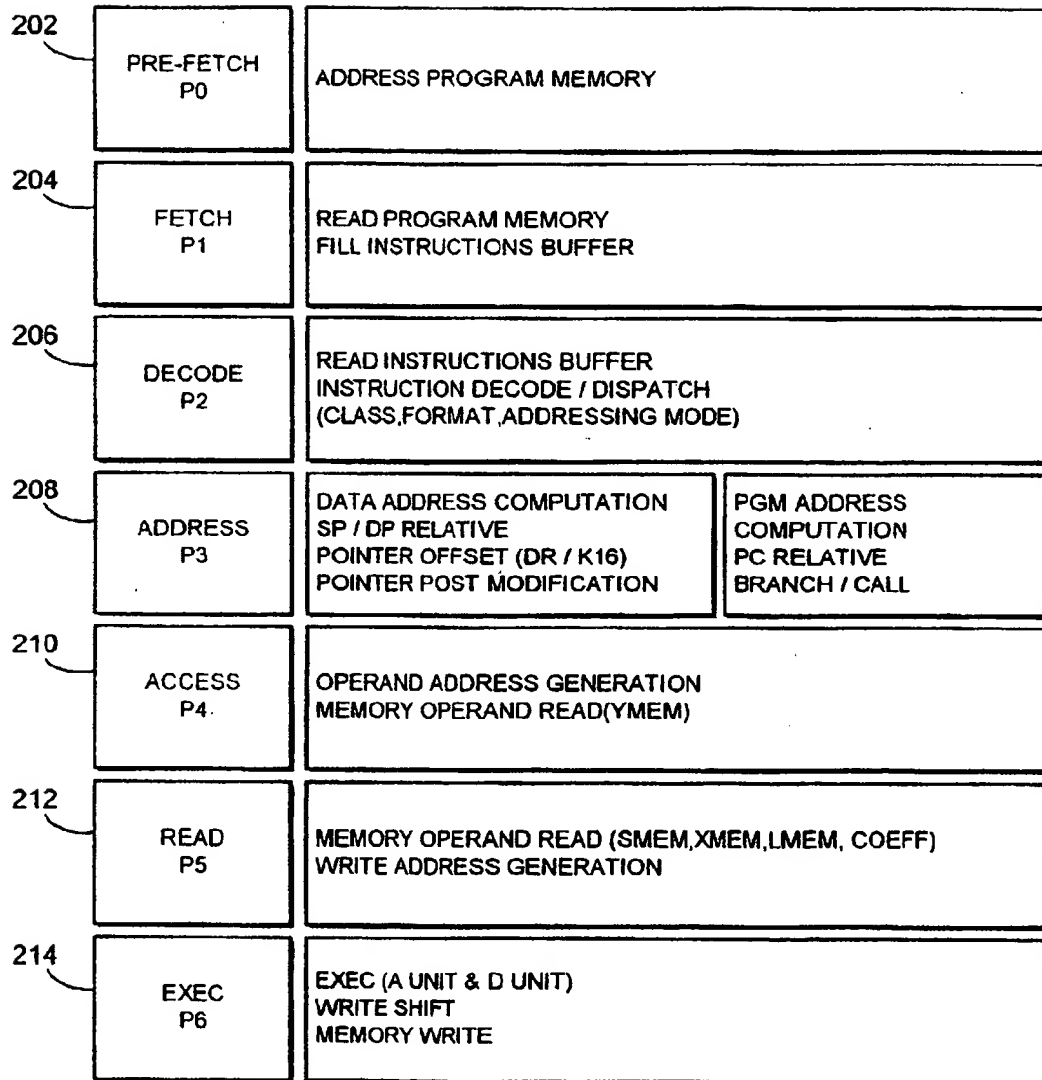 202
PRE-FETCH
P0
ADDRESS PROGRAM MEMORY
204
FETCH
P1
READ PROGRAM MEMORY
FILL INSTRUCTIONS BUFFER
206
DECODE
P2
READ INSTRUCTIONS BUFFER
INSTRUCTION DECODE / DISPATCH
(CLASS,FORMAT,ADDRESSING MODE)
208
ADDRESS
P3
DATA ADDRESS COMPUTATION
SP / DP RELATIVE
POINTER OFFSET (DR / K16)
POINTER POST MODIFICATION
PGM ADDRESS
COMPUTATION
PC RELATIVE
BRANCH / CALL
210
ACCESS
P4
OPERAND ADDRESS GENERATION
MEMORY OPERAND READ(YMEM)
212
READ
P5
MEMORY OPERAND READ (SMEM,XMEM,LMEM, COEFF)
WRITE ADDRESS GENERATION
214
EXEC
P6
EXEC (A UNIT & D UNIT)
WRITE SHIFT
MEMORY WRITE